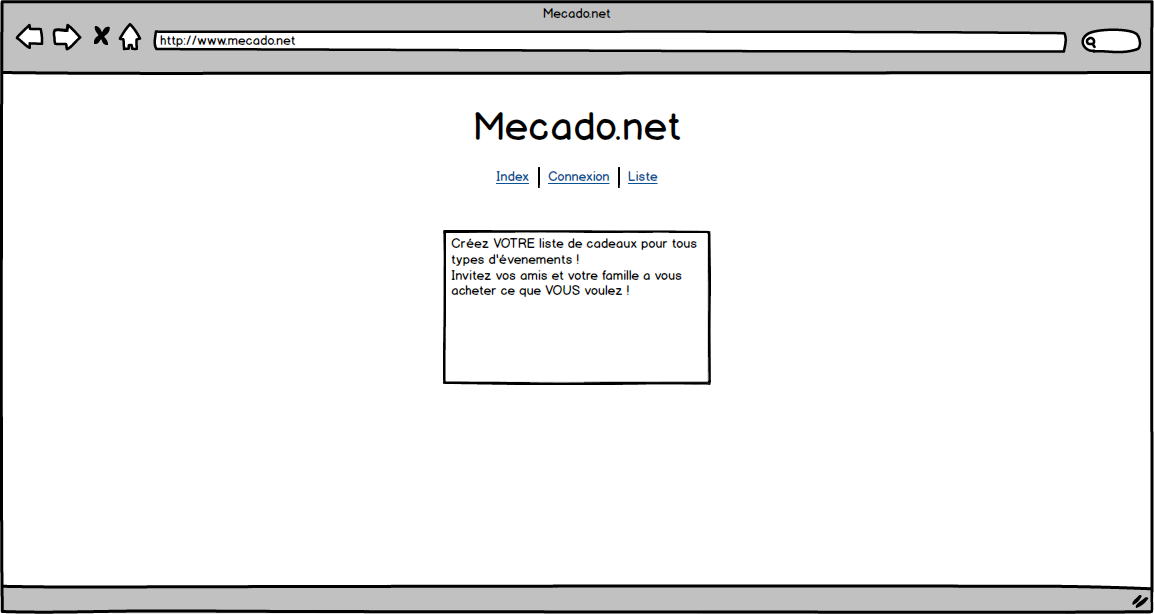 Mecado.net
http://www.mecado.net
Mecado.net
Index | Connexion | Liste
Créez VOTRE liste de cadeaux pour tous
types d'évenements !
Invitez vos amis et votre famille a vous
acheter ce que VOUS voulez !